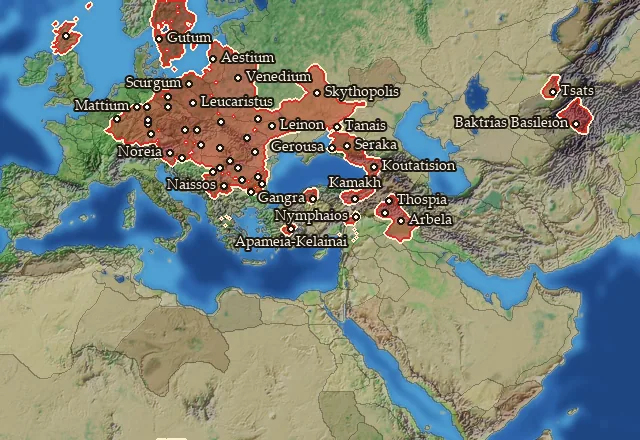 Gutum
Aestium
Venedium
Scurgum
Skythopolis
Tsats
Leucaristus
Mattium
Baktrias Basileion
Leinon
Tanais
Gerousa
Seraka
Noreia
Koutatision
Naissos
Kamakh
Gangra
Thospia
Nymphaios
Arbela
Apameia-Kelainai